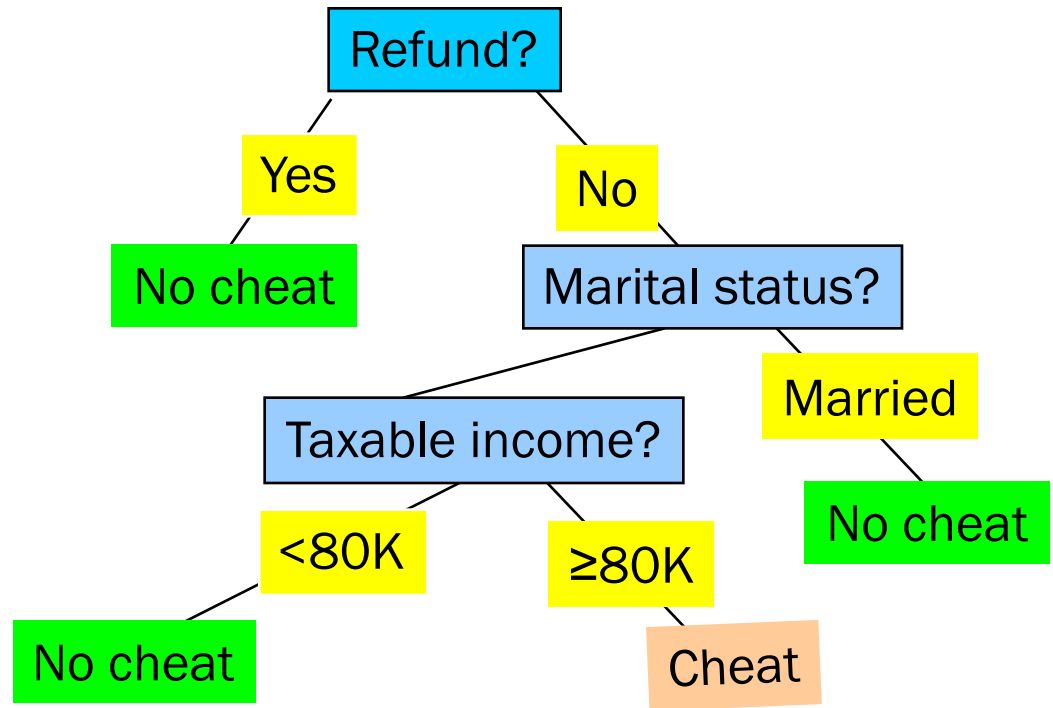 Refund?
Yes
No
No cheat
Marital status?
Married
Taxable income?
No cheat
<80K
≥80K
No cheat
Cheat